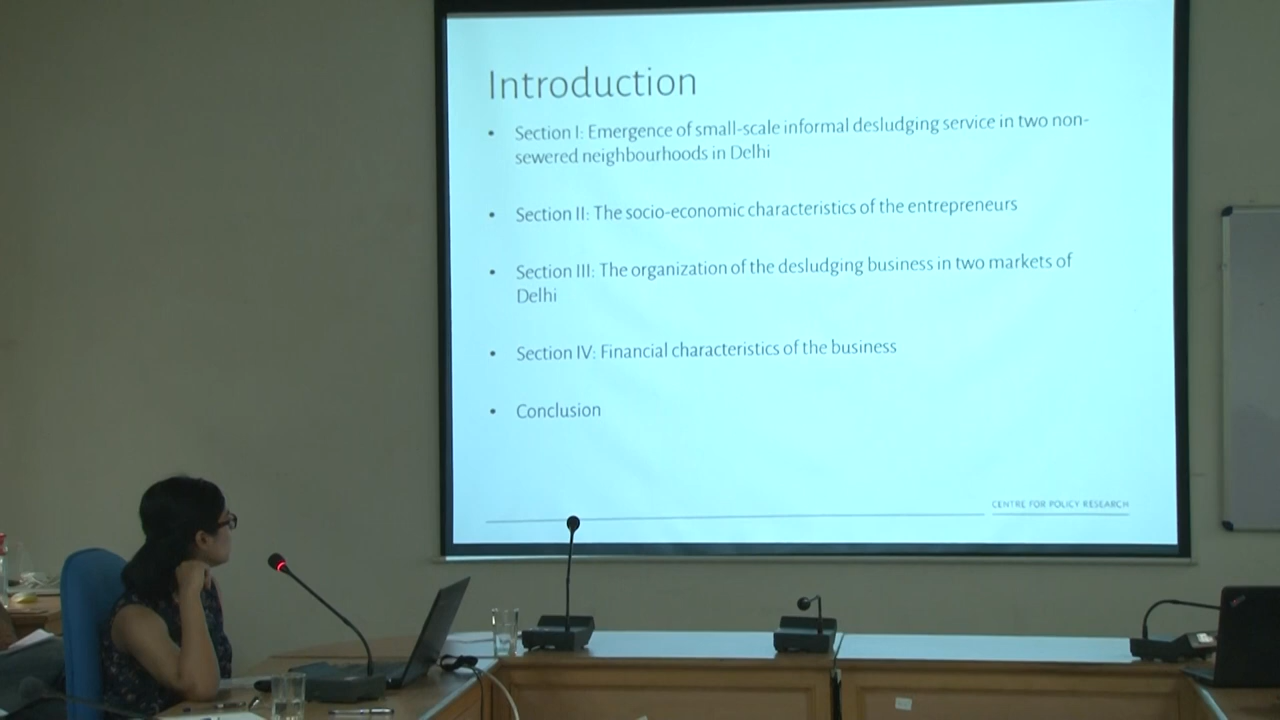 Introduction
• Section I: Emergence of small-scale informal desludging service in two non-
sewered neighbourhoods in Delhi
• Section II: The socio-economic characteristics of the entrepreneurs
• Section III: The organization of the desludging business in two markets of
Delhi
• Section IV: Financial characteristics of the business
• Conclusion
CENTRE FOR POLICY RESEARCH